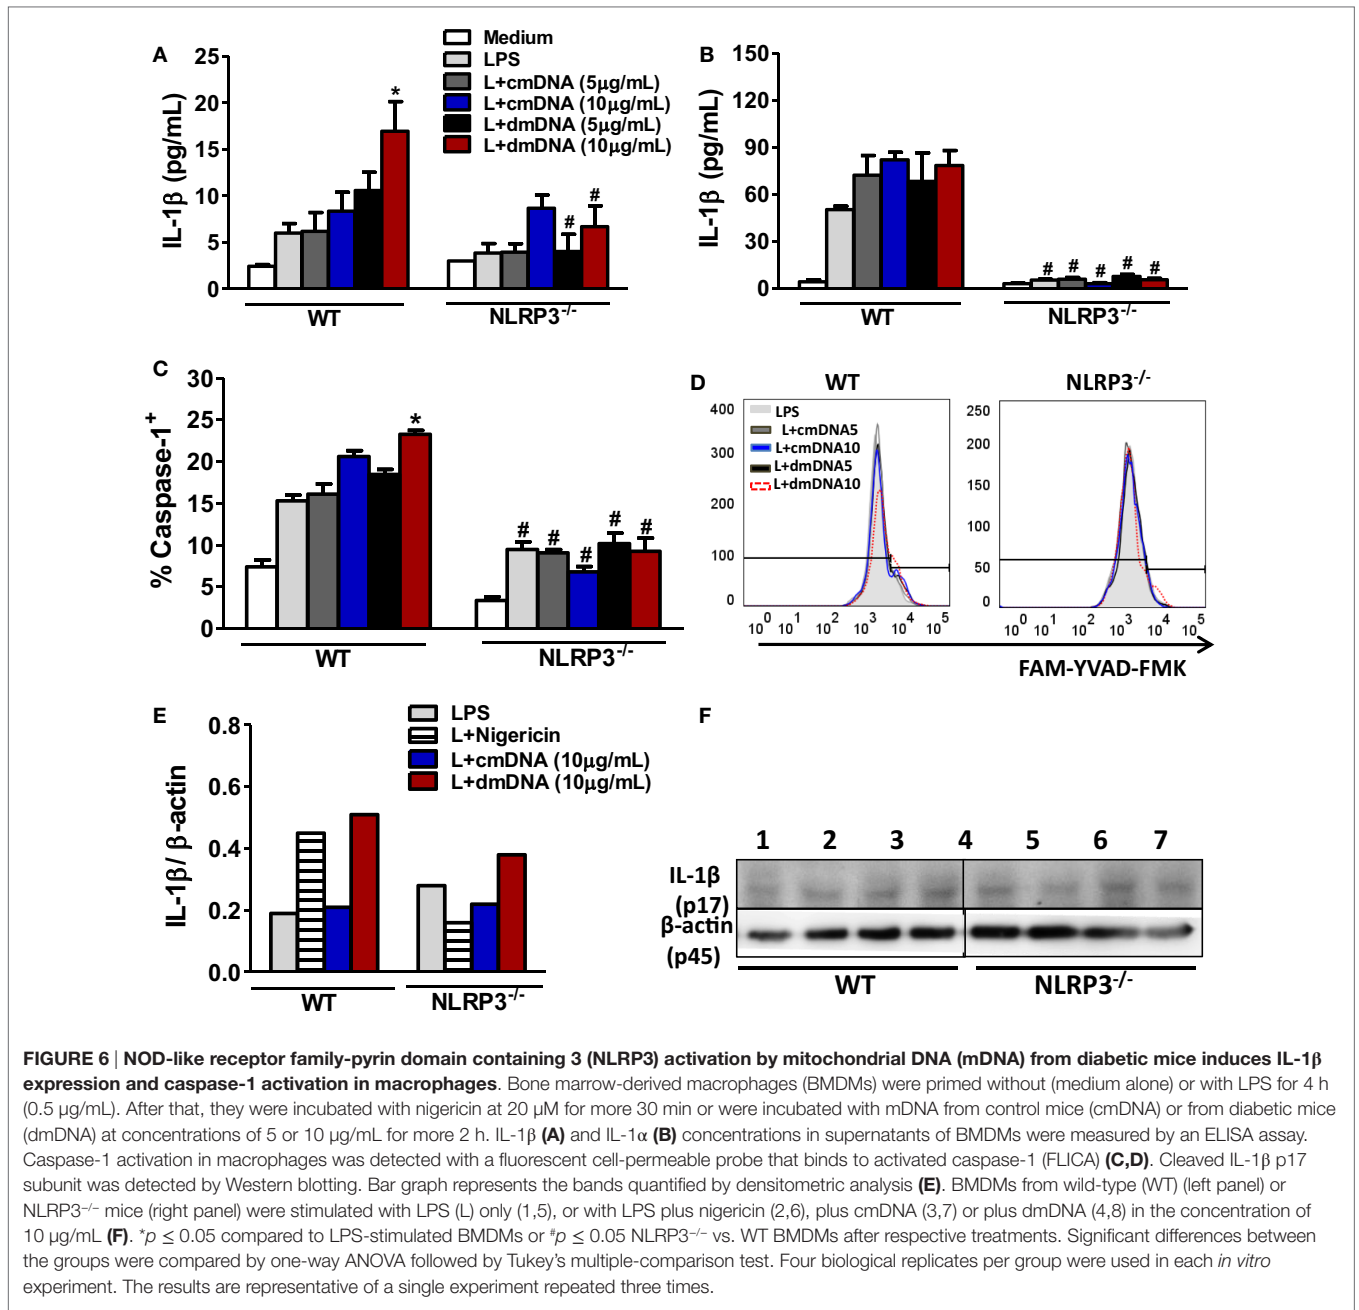 A
Medium
LPS
L+cmDNA (5µg/mL)
L+cmDNA (10µg/mL)
L+dmDNA (5µg/mL)
L+dmDNA (10µg/mL)
IL-1β (pg/mL)
25
20
15
10
5
0
*
# #
WT
NLRP3-/-
B
IL-1β (pg/mL)
150
120
90
60
30
0
# # # # #
WT
NLRP3-/-
C
% Caspase-1+
30
25
20
15
10
5
0
*
# # # # #
WT
NLRP3-/-
D
WT
400
300
200
100
0
LPS
L+cmDNA5
L+cmDNA10
L+dmDNA5
L+dmDNA10
10^0 10^1 10^2 10^3 10^4 10^5
NLRP3-/-
250
200
150
100
50
0
10^0 10^1 10^2 10^3 10^4 10^5
FAM-YVAD-FMK
E
LPS
L+Nigericin
L+cmDNA (10µg/mL)
L+dmDNA (10µg/mL)
IL-1β/ β-actin
0.8
0.6
0.4
0.2
0.0
WT
NLRP3-/-
F
1 2 3 4 5 6 7
IL-1β
(p17)
β-actin
(p45)
WT
NLRP3-/-
FIGURE 6 | NOD-like receptor family-pyrin domain containing 3 (NLRP3) activation by mitochondrial DNA (mDNA) from diabetic mice induces IL-1β
expression and caspase-1 activation in macrophages. Bone marrow-derived macrophages (BMDMs) were primed without (medium alone) or with LPS for 4 h
(0.5 µg/mL). After that, they were incubated with nigericin at 20 µM for more 30 min or were incubated with mDNA from control mice (cmDNA) or from diabetic mice
(dmDNA) at concentrations of 5 or 10 µg/mL for more 2 h. IL-1β (A) and IL-1α (B) concentrations in supernatants of BMDMs were measured by an ELISA assay.
Caspase-1 activation in macrophages was detected with a fluorescent cell-permeable probe that binds to activated caspase-1 (FLICA) (C,D). Cleaved IL-1β p17
subunit was detected by Western blotting. Bar graph represents the bands quantified by densitometric analysis (E). BMDMs from wild-type (WT) (left panel) or
NLRP3−/− mice (right panel) were stimulated with LPS (L) only (1,5), or with LPS plus nigericin (2,6), plus cmDNA (3,7) or plus dmDNA (4,8) in the concentration of
10 µg/mL (F). *p ≤ 0.05 compared to LPS-stimulated BMDMs or #p ≤ 0.05 NLRP3−/− vs. WT BMDMs after respective treatments. Significant differences between
the groups were compared by one-way ANOVA followed by Tukey's multiple-comparison test. Four biological replicates per group were used in each in vitro
experiment. The results are representative of a single experiment repeated three times.